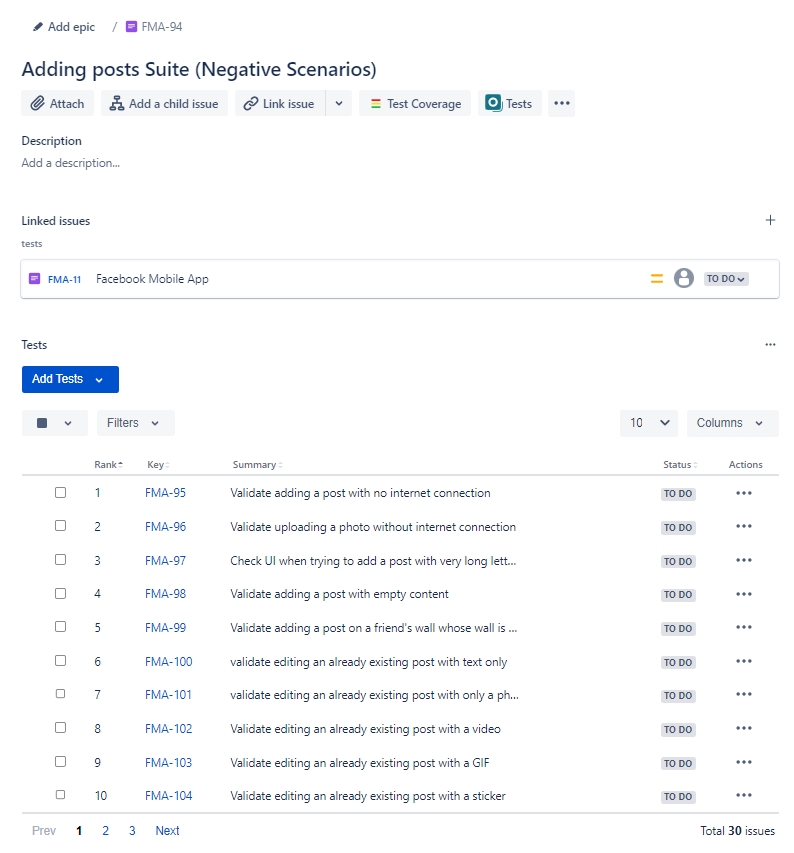 Add epic / FMA-94
Adding posts Suite (Negative Scenarios)
Attach Add a child issue Link issue Test Coverage Tests
Description
Add a description...
Linked issues
tests
FMA-11 Facebook Mobile App TO DO
Tests
Add Tests
Filters 10 Columns
Rank Key Summary Status Actions
1 FMA-95 Validate adding a post with no internet connection TO DO
2 FMA-96 Validate uploading a photo without internet connection TO DO
3 FMA-97 Check UI when trying to add a post with very long lett... TO DO
4 FMA-98 Validate adding a post with empty content TO DO
5 FMA-99 Validate adding a post on a friend's wall whose wall is ... TO DO
6 FMA-100 validate editing an already existing post with text only TO DO
7 FMA-101 validate editing an already existing post with only a ph... TO DO
8 FMA-102 Validate editing an already existing post with a video TO DO
9 FMA-103 Validate editing an already existing post with a GIF TO DO
10 FMA-104 Validate editing an already existing post with a sticker TO DO
Prev 1 2 3 Next Total 30 issues